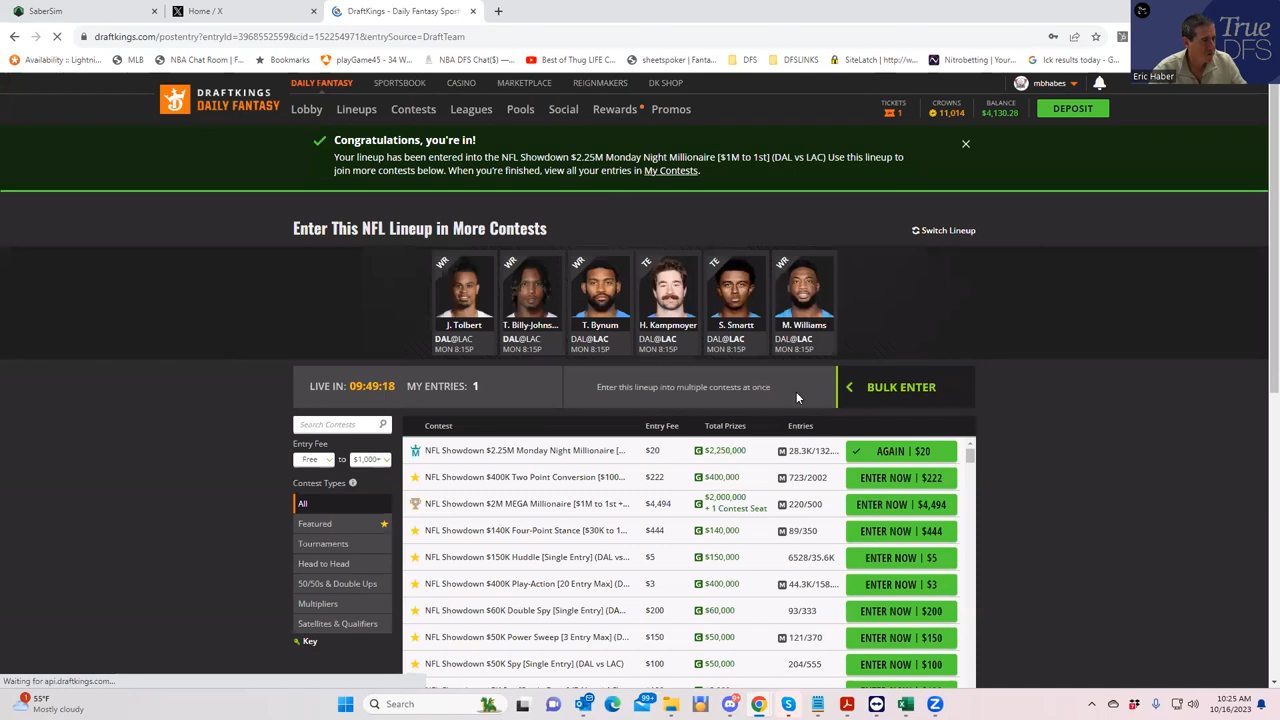 SaberSim
Home / X
DraftKings - Daily Fantasy Sport
draftkings.com/postentry?entryId=3968552559&cid=152254971&entrySource=DraftTeam
Availability :: Lightni...
MLB
NBA Chat Room / F...
Bookmarks
playGame45 - 34 W...
NBA DFS Chat($) -...
Best of Thug LIFE C...
sheetspoker | Fanta...
DFS
DFSLINKS
SiteLatch | http://w...
Nitrobetting | Your...
lck results today - G...
True
DFS
Eric Haber
DAILY FANTASY
SPORTSBOOK
CASINO
MARKETPLACE
REIGNMAKERS
DK SHOP
mbhabes
DRAFTKINGS
DAILY FANTASY
Lobby
Lineups
Contests
Leagues
Pools
Social
Rewards
Promos
TICKETS
1
CROWNS
11,014
BALANCE
$4,130.28
DEPOSIT
Congratulations, you're in!
Your lineup has been entered into the NFL Showdown $2.25M Monday Night Millionaire [$1M to 1st] (DAL vs LAC) Use this lineup to
join more contests below. When you're finished, view all your entries in My Contests.
Enter This NFL Lineup in More Contests
Switch Lineup
WR
WR
WR
TE
TE
WR
J. Tolbert
T. Billy-Johns...
T. Bynum
H. Kampmoyer
S. Smartt
M. Williams
DAL@LAC
DAL@LAC
DAL@LAC
DAL@LAC
DAL@LAC
DAL@LAC
MON 8:15P
MON 8:15P
MON 8:15P
MON 8:15P
MON 8:15P
MON 8:15P
LIVE IN: 09:49:18
MY ENTRIES: 1
Enter this lineup into multiple contests at once
BULK ENTER
Search Contests
Entry Fee
Free
to
$1,000+
Contest Types
All
Featured
Tournaments
Head to Head
50/50s & Double Ups
Multipliers
Satellites & Qualifiers
Key
Contest
Entry Fee
Total Prizes
Entries
NFL Showdown $2.25M Monday Night Millionaire [...
$20
G $2,250,000
M 28.3K/132....
AGAIN | $20
NFL Showdown $400K Two Point Conversion [$100...
$222
G $400,000
M 723/2002
ENTER NOW | $222
NFL Showdown $2M MEGA Millionaire [$1M to 1st +...
$4,494
G $2,000,000
+ 1 Contest Seat
M 220/500
ENTER NOW | $4,494
NFL Showdown $140K Four-Point Stance [$30K to 1...
$444
G $140,000
M 89/350
ENTER NOW | $444
NFL Showdown $150K Huddle [Single Entry] (DAL vs...
$5
G $150,000
6528/35.6K
ENTER NOW | $5
NFL Showdown $400K Play-Action [20 Entry Max] (D...
$3
G $400,000
M 44.3K/158....
ENTER NOW | $3
NFL Showdown $60K Double Spy [Single Entry] (DA...
$200
G $60,000
93/333
ENTER NOW | $200
NFL Showdown $50K Power Sweep [3 Entry Max] (D...
$150
G $50,000
M 121/370
ENTER NOW | $150
NFL Showdown $50K Spy [Single Entry] (DAL vs LAC)
$100
G $50,000
204/555
ENTER NOW | $100
Waiting for api.draftkings.com...
1
55°F
Mostly cloudy
Search
99+
10:25 AM
10/16/2023